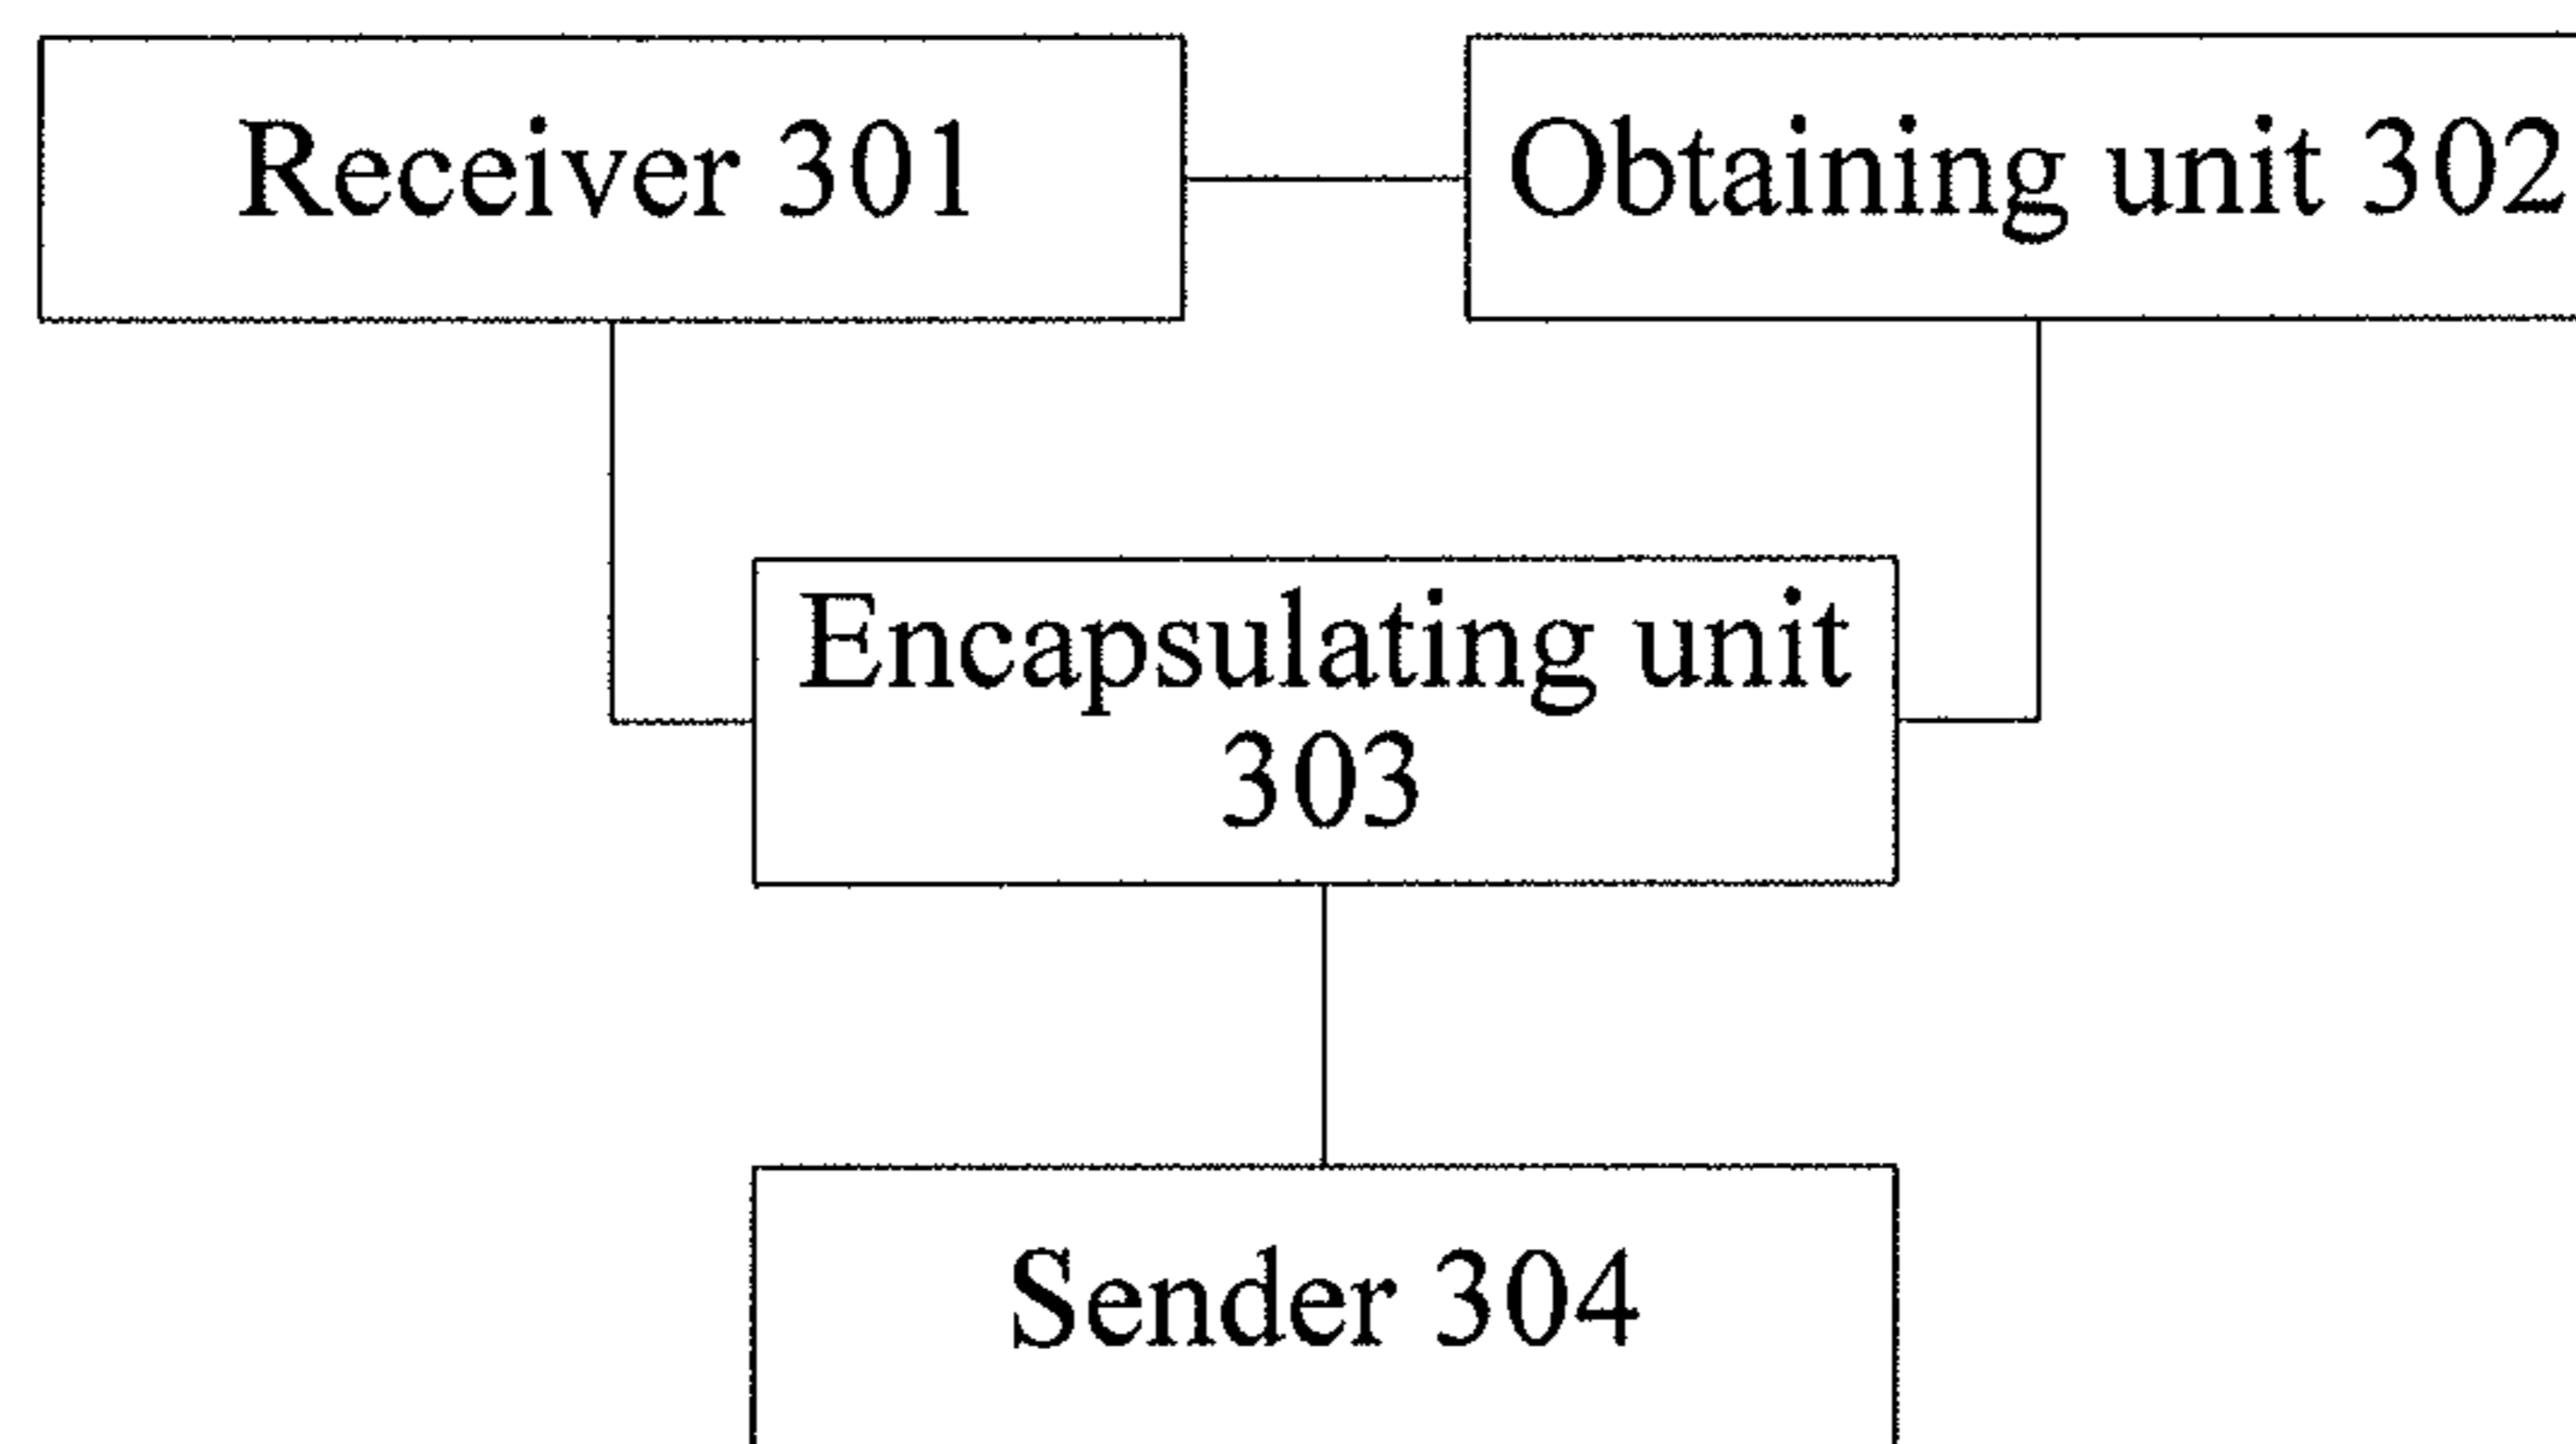 Receiver 301
Obtaining unit 302
Encapsulating unit
303
Sender 304